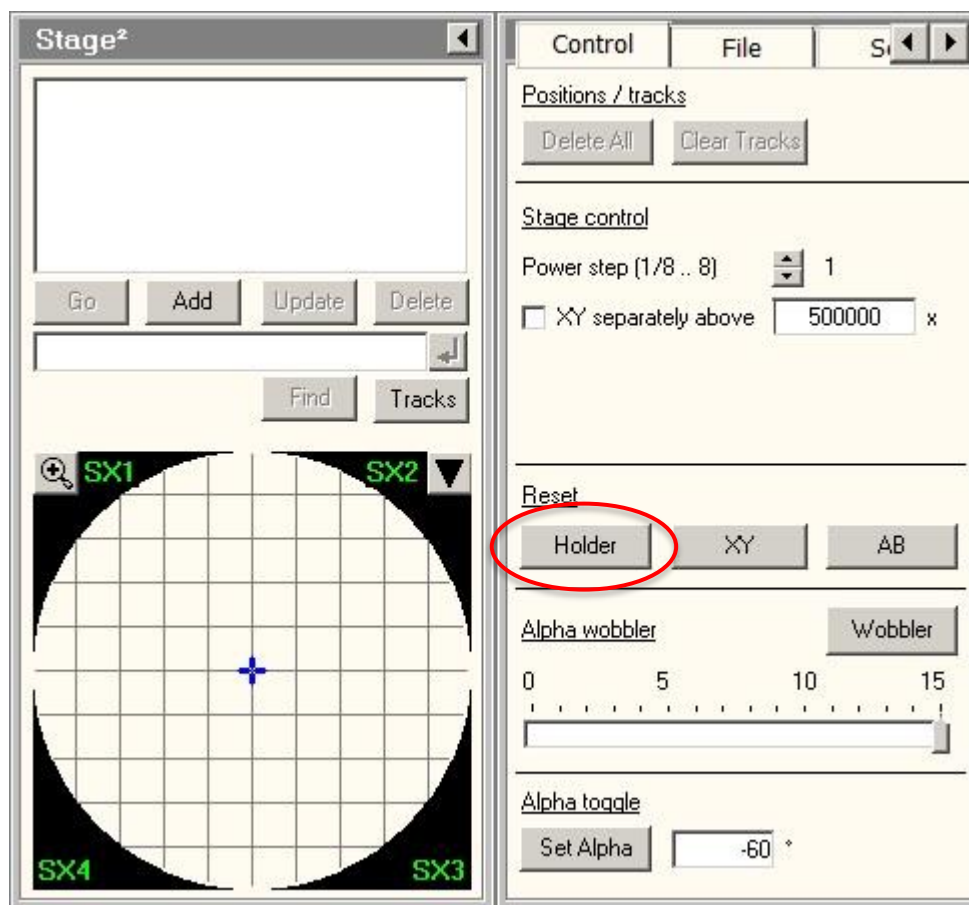 Stage²
Go Add Update Delete
Find Tracks
SX1 SX2
SX4 SX3
Control File
Positions / tracks
Delete All Clear Tracks
Stage control
Power step (1/8 .. 8) 1
XY separately above 500000 x
Reset
Holder XY AB
Alpha wobbler Wobbler
0 5 10 15
Alpha toggle
Set Alpha -60 °